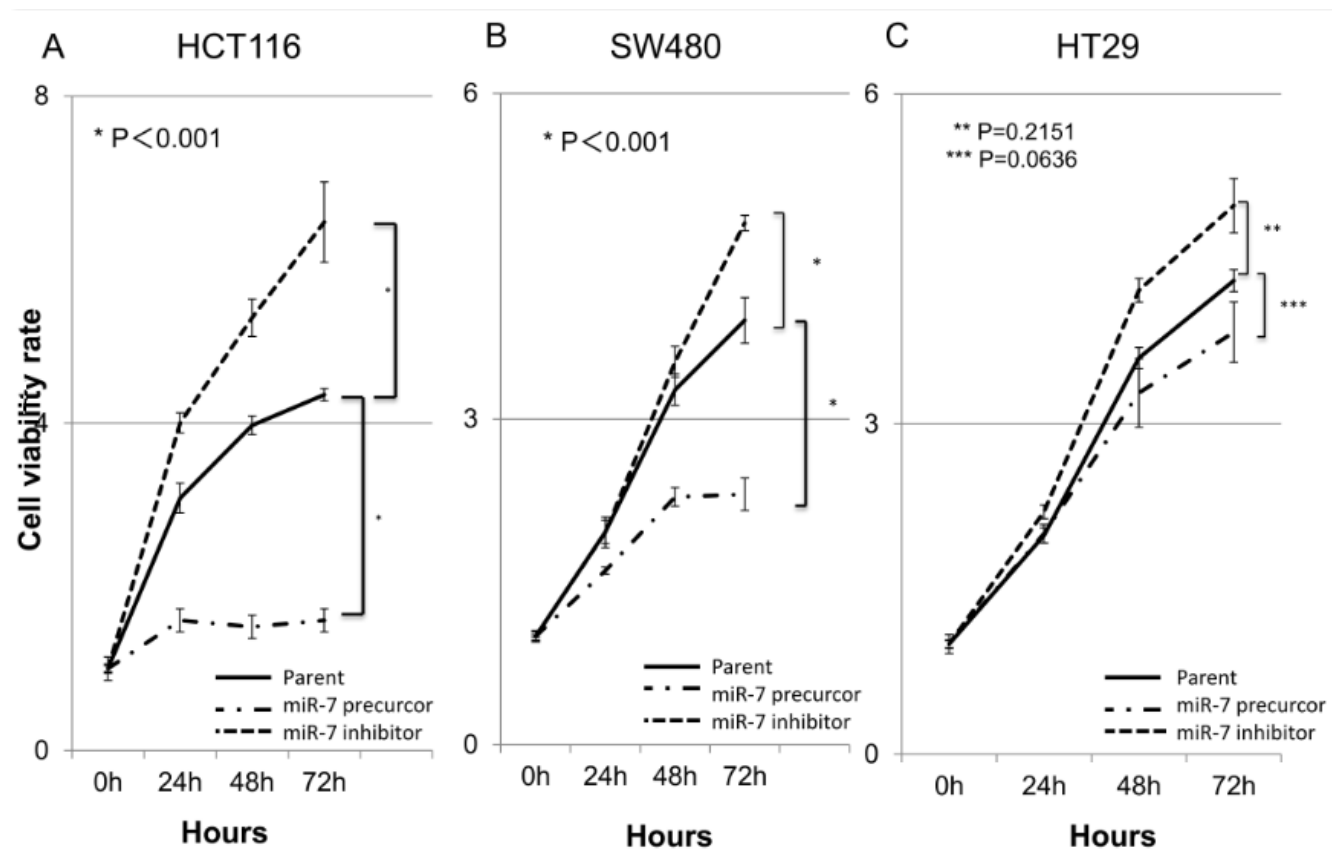 A
HCT116
8
* P<0.001
*
4
*
Cell viability rate
Parent
miR-7 precurcor
miR-7 inhibitor
0
0h 24h 48h 72h
Hours
B
SW480
6
* P<0.001
*
3
*
Parent
miR-7 precurcor
miR-7 inhibitor
0
0h 24h 48h 72h
Hours
C
HT29
6
** P=0.2151
*** P=0.0636
**
***
3
Parent
miR-7 precurcor
miR-7 inhibitor
0
0h 24h 48h 72h
Hours